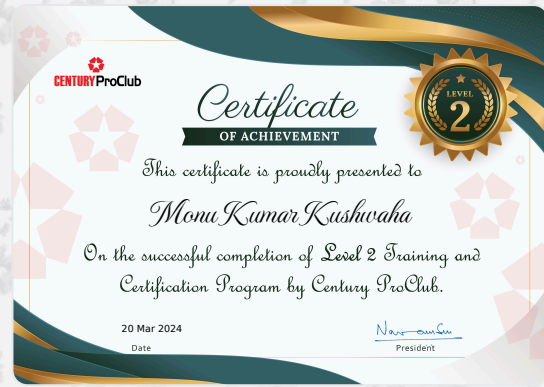 CENTURY ProClub
Certificate
OF ACHIEVEMENT
LEVEL
2
This certificate is proudly presented to
Monu Kumar Kushwaha
On the successful completion of Level 2 Training and
Certification Program by Century ProClub.
20 Mar 2024
Date
President